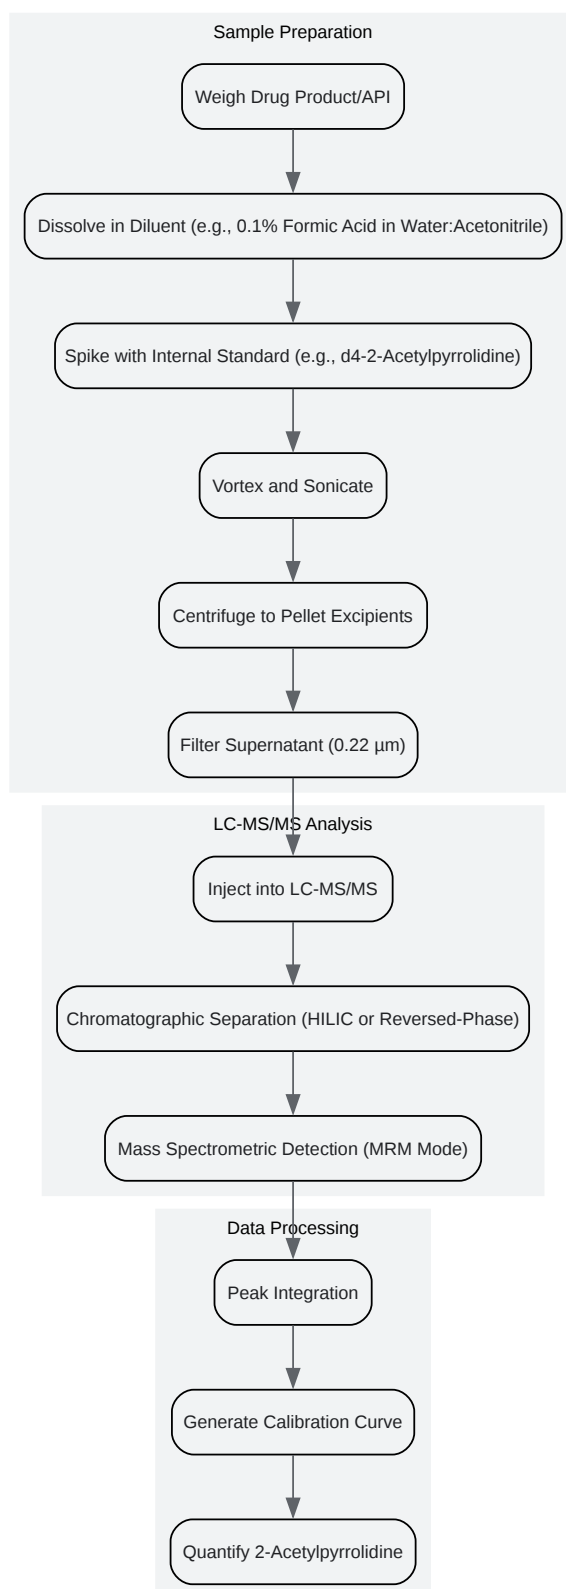 Sample Preparation
Weigh Drug Product/API
Dissolve in Diluent (e.g., 0.1% Formic Acid in Water:Acetonitrile)
Spike with Internal Standard (e.g., d4-2-Acetylpyrrolidine)
Vortex and Sonicate
Centrifuge to Pellet Excipients
Filter Supernatant (0.22 µm)
LC-MS/MS Analysis
Inject into LC-MS/MS
Chromatographic Separation (HILIC or Reversed-Phase)
Mass Spectrometric Detection (MRM Mode)
Data Processing
Peak Integration
Generate Calibration Curve
Quantify 2-Acetylpyrrolidine